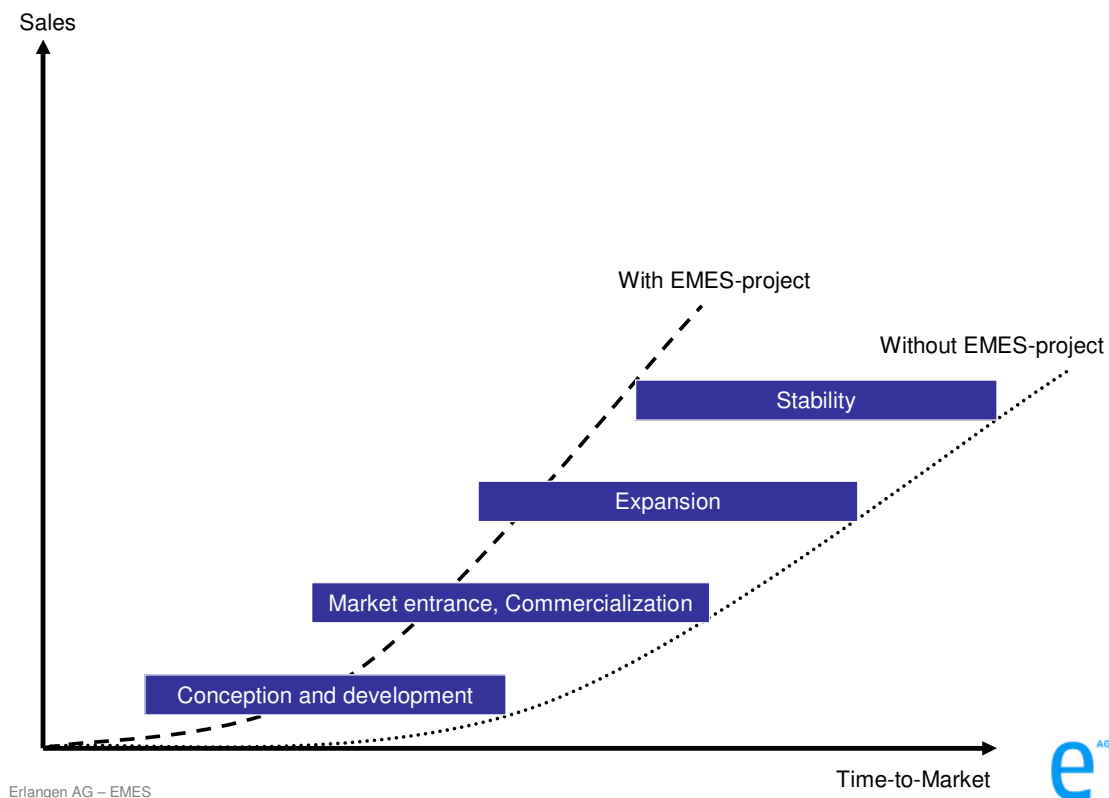 Sales
With EMES-project
Without EMES-project
Stability
Expansion
Market entrance, Commercialization
Conception and development
Time-to-Market
Erlangen AG – EMES
e AG